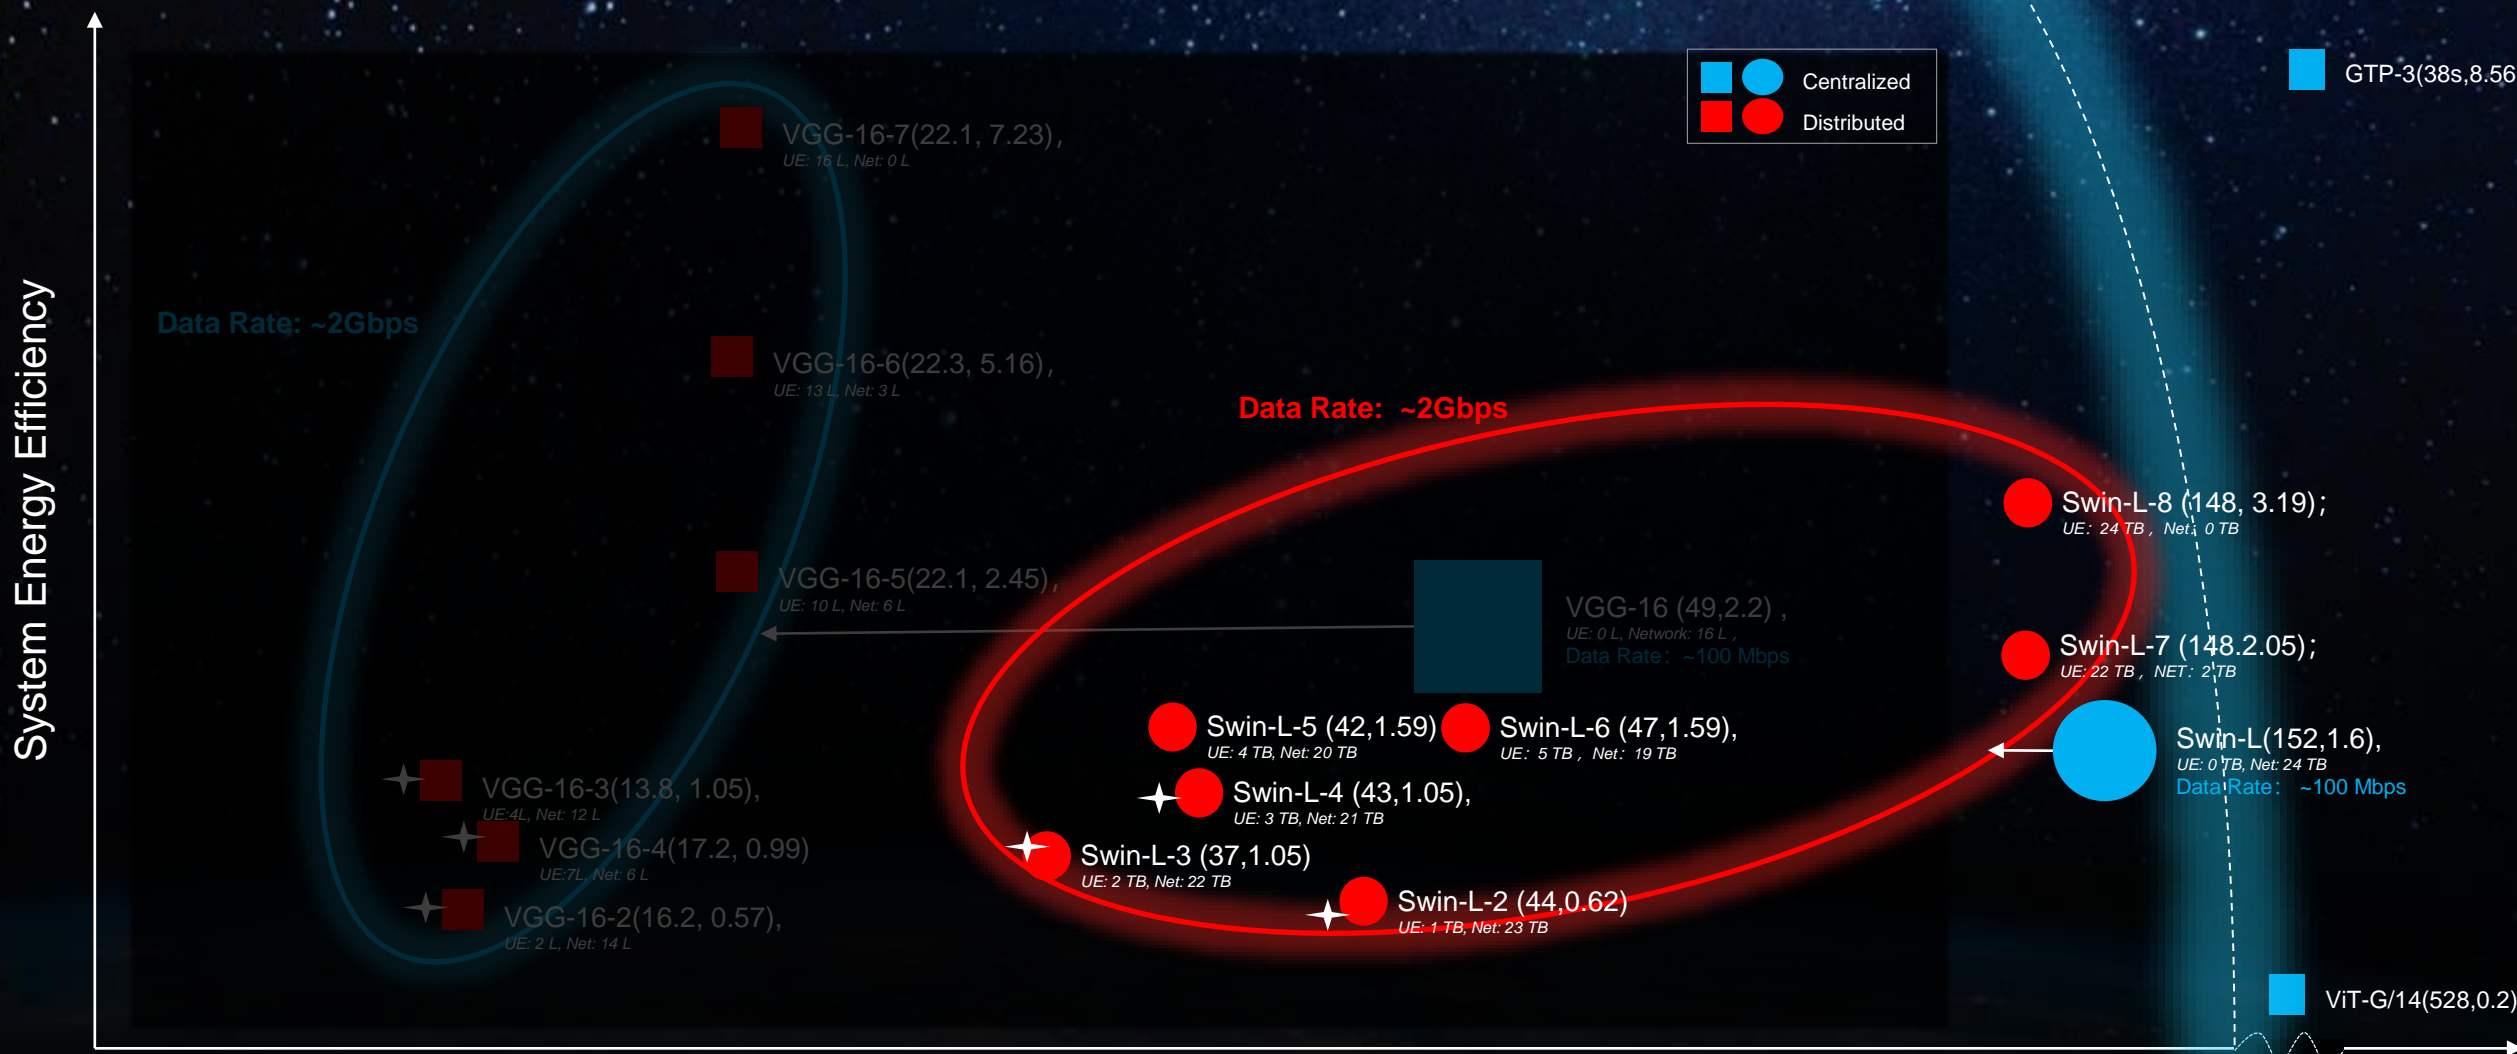 System Energy Efficiency
Centralized
Distributed
GTP-3(38s,8.56
VGG-16-7(22.1, 7.23),
UE: 16 L, Net: 0 L
Data Rate: ~2Gbps
VGG-16-6(22.3, 5.16),
UE: 13 L, Net: 3 L
Data Rate: ~2Gbps
Swin-L-8 (148, 3.19);
UE: 24 TB , Net: 0 TB
VGG-16-5(22.1, 2.45),
UE: 10 L, Net: 6 L
VGG-16 (49,2.2) ,
UE: 0 L, Network: 16 L ,
Data Rate: ~100 Mbps
Swin-L-7 (148.2.05);
UE: 22 TB , NET: 2 TB
Swin-L-5 (42,1.59)
UE: 4 TB, Net: 20 TB
Swin-L-6 (47,1.59),
UE: 5 TB , Net: 19 TB
Swin-L(152,1.6),
UE: 0 TB, Net: 24 TB
Data Rate: ~100 Mbps
VGG-16-3(13.8, 1.05),
UE:4L, Net: 12 L
Swin-L-4 (43,1.05),
UE: 3 TB, Net: 21 TB
VGG-16-4(17.2, 0.99)
UE:7L, Net: 6 L
Swin-L-3 (37,1.05)
UE: 2 TB, Net: 22 TB
VGG-16-2(16.2, 0.57),
UE: 2 L, Net: 14 L
Swin-L-2 (44,0.62)
UE: 1 TB, Net: 23 TB
ViT-G/14(528,0.2)